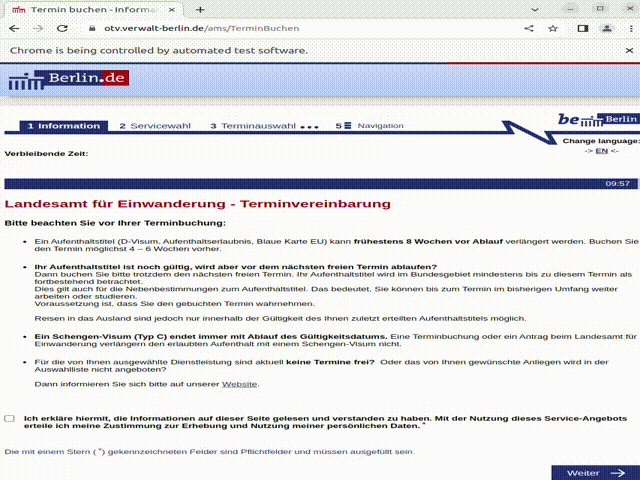 Termin buchen - Informa
otv.verwalt-berlin.de/ams/TerminBuchen
Chrome is being controlled by automated test software.
Berlin.de
be Berlin
1 Information 2 Servicewahl 3 Terminauswahl ••• 5 Navigation
Change language:
-> EN <-
Verbleibende Zeit:
09:57
Landesamt für Einwanderung - Terminvereinbarung
Bitte beachten Sie vor Ihrer Terminbuchung:
• Ein Aufenthaltstitel (D-Visum, Aufenthaltserlaubnis, Blaue Karte EU) kann frühestens 8 Wochen vor Ablauf verlängert werden. Buchen Sie
den Termin möglichst 4 – 6 Wochen vorher.
• Ihr Aufenthaltstitel ist noch gültig, wird aber vor dem nächsten freien Termin ablaufen?
Dann buchen Sie bitte trotzdem den nächsten freien Termin. Ihr Aufenthaltstitel wird im Bundesgebiet mindestens bis zu diesem Termin als
fortbestehend betrachtet.
Dies gilt auch für die Nebenbestimmungen zum Aufenthaltstitel. Das bedeutet, Sie können bis zum Termin im bisherigen Umfang weiter
arbeiten oder studieren.
Voraussetzung ist, dass Sie den gebuchten Termin wahrnehmen.
Reisen in das Ausland sind jedoch nur innerhalb der Gültigkeit des Ihnen zuletzt erteilten Aufenthaltstitels möglich.
• Ein Schengen-Visum (Typ C) endet immer mit Ablauf des Gültigkeitsdatums. Eine Terminbuchung oder ein Antrag beim Landesamt für
Einwanderung verlängern den erlaubten Aufenthalt mit einem Schengen-Visum nicht.
• Für die von Ihnen ausgewählte Dienstleistung sind aktuell keine Termine frei? Oder das von Ihnen gewünschte Anliegen wird in der
Auswahlliste nicht angeboten?
Dann informieren Sie sich bitte auf unserer Website.
Ich erkläre hiermit, die Informationen auf dieser Seite gelesen und verstanden zu haben. Mit der Nutzung dieses Service-Angebots
erteile ich meine Zustimmung zur Erhebung und Nutzung meiner persönlichen Daten. *
Die mit einem Stern ( *) gekennzeichneten Felder sind Pflichtfelder und müssen ausgefüllt sein.
Weiter